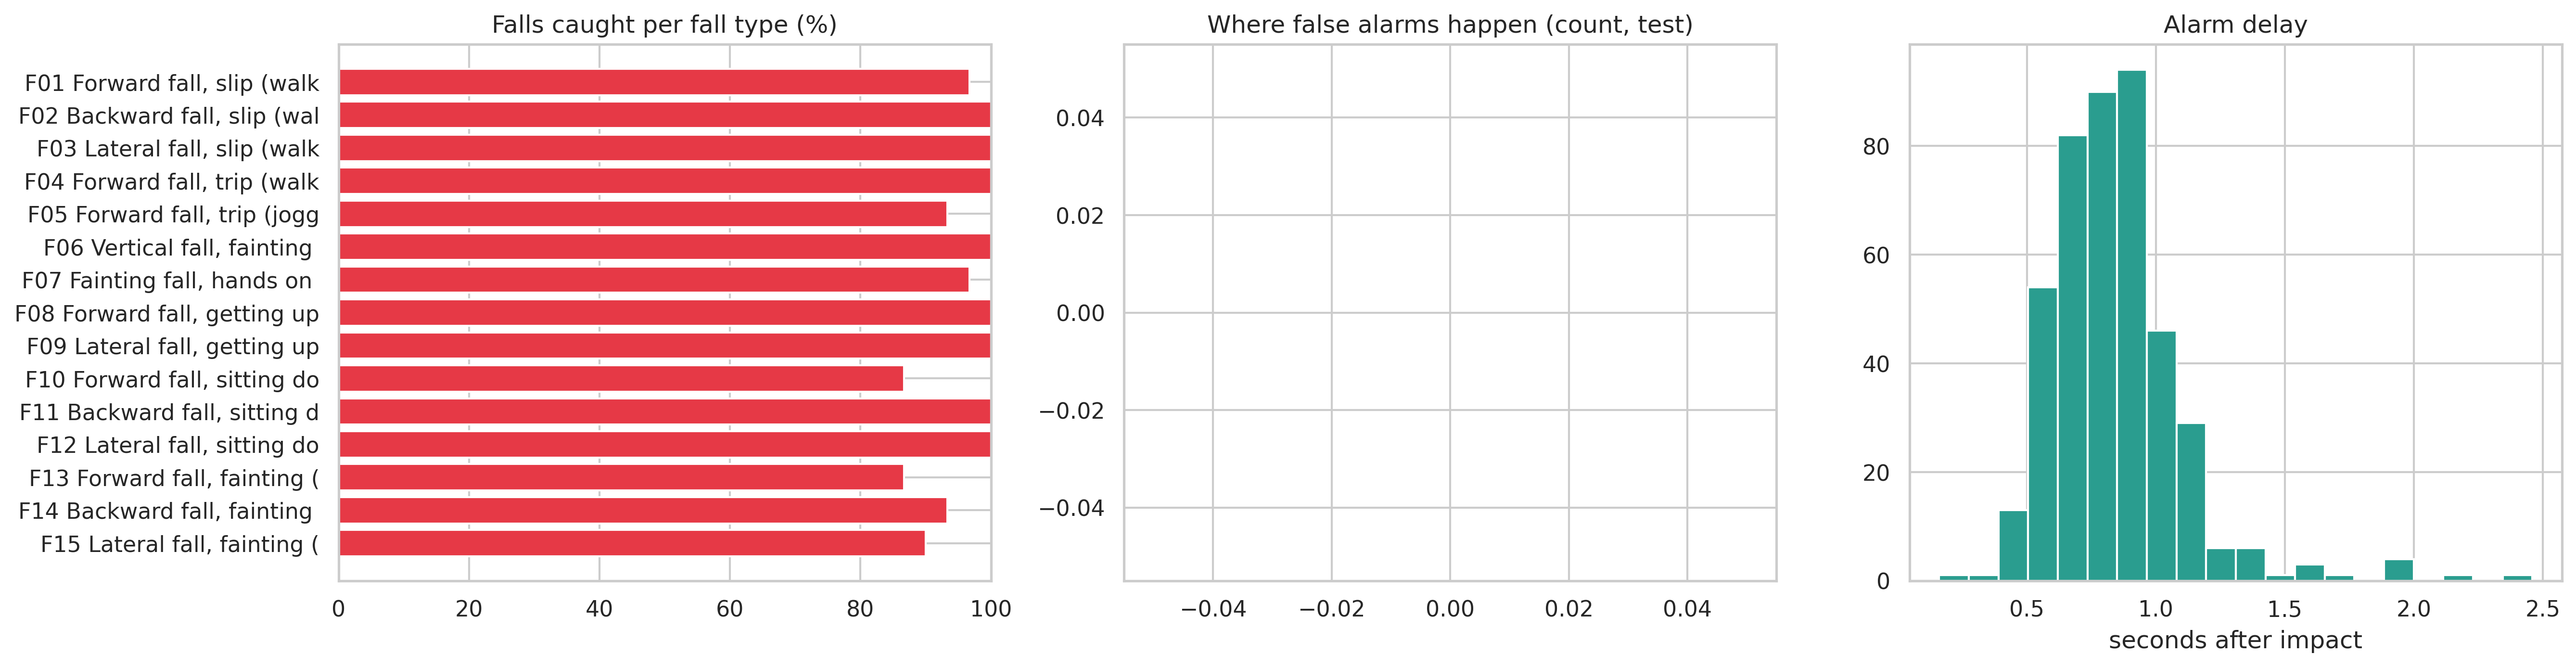 Falls caught per fall type (%)
F01 Forward fall, slip (walk
F02 Backward fall, slip (wal
F03 Lateral fall, slip (walk
F04 Forward fall, trip (walk
F05 Forward fall, trip (jogg
F06 Vertical fall, fainting
F07 Fainting fall, hands on
F08 Forward fall, getting up
F09 Lateral fall, getting up
F10 Forward fall, sitting do
F11 Backward fall, sitting d
F12 Lateral fall, sitting do
F13 Forward fall, fainting (
F14 Backward fall, fainting
F15 Lateral fall, fainting (
0 20 40 60 80 100
Where false alarms happen (count, test)
0.04
0.02
0.00
−0.02
−0.04
−0.04 −0.02 0.00 0.02 0.04
Alarm delay
80
60
40
20
0
0.5 1.0 1.5 2.0 2.5
seconds after impact